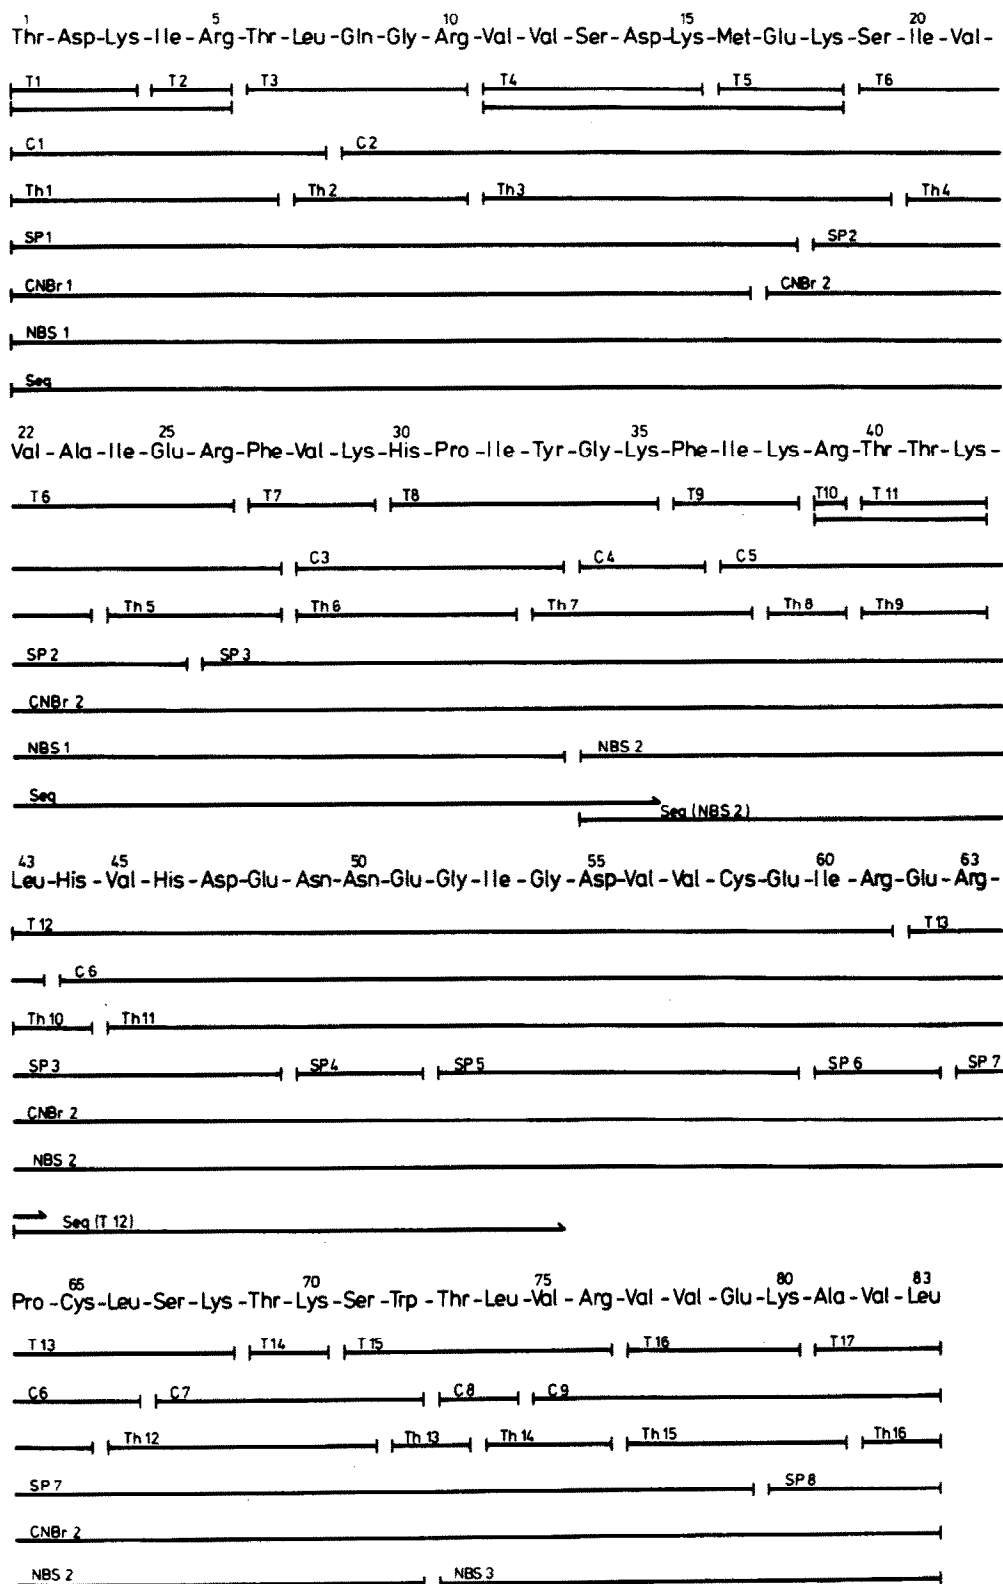 1 5 10 15 20
Thr-Asp-Lys-Ile-Arg-Thr-Leu-Gln-Gly-Arg-Val-Val-Ser-Asp-Lys-Met-Glu-Lys-Ser-Ile-Val-
T1 T2 T3 T4 T5 T6
C1 C2
Th1 Th2 Th3 Th4
SP1 SP2
CNBr 1 CNBr 2
NBS 1
Seq
22 25 30 35 40
Val-Ala-Ile-Glu-Arg-Phe-Val-Lys-His-Pro-Ile-Tyr-Gly-Lys-Phe-Ile-Lys-Arg-Thr-Thr-Lys-
T6 T7 T8 T9 T10 T11
C3 C4 C5
Th5 Th6 Th7 Th8 Th9
SP2 SP3
CNBr 2
NBS 1 NBS 2
Seq
Seq (NBS 2)
43 45 50 55 60 63
Leu-His-Val-His-Asp-Glu-Asn-Asn-Glu-Gly-Ile-Gly-Asp-Val-Val-Cys-Glu-Ile-Arg-Glu-Arg-
T12 T13
C6
Th10 Th11
SP3 SP4 SP5 SP6 SP7
CNBr 2
NBS 2
Seq (T12)
65 70 75 80 83
Pro-Cys-Leu-Ser-Lys-Thr-Lys-Ser-Trp-Thr-Leu-Val-Arg-Val-Val-Glu-Lys-Ala-Val-Leu
T13 T14 T15 T16 T17
C6 C7 C8 C9
Th12 Th13 Th14 Th15 Th16
SP7 SP8
CNBr 2
NBS 2 NBS 3